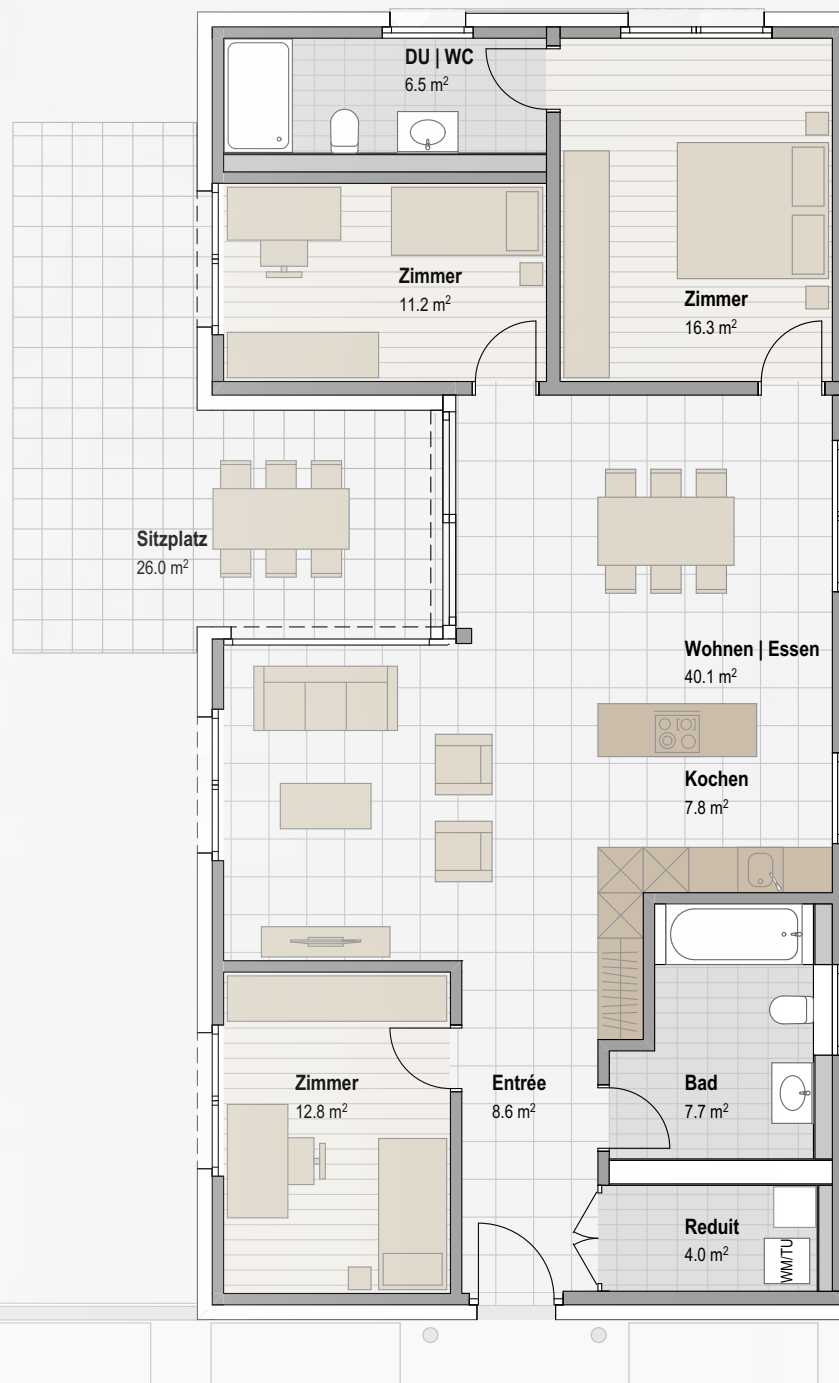 DU | WC
6.5 m²
Zimmer
11.2 m²
Zimmer
16.3 m²
Sitzplatz
26.0 m²
Wohnen | Essen
40.1 m²
Kochen
7.8 m²
Zimmer
12.8 m²
Entrée
8.6 m²
Bad
7.7 m²
Reduit
4.0 m²
WM/TU